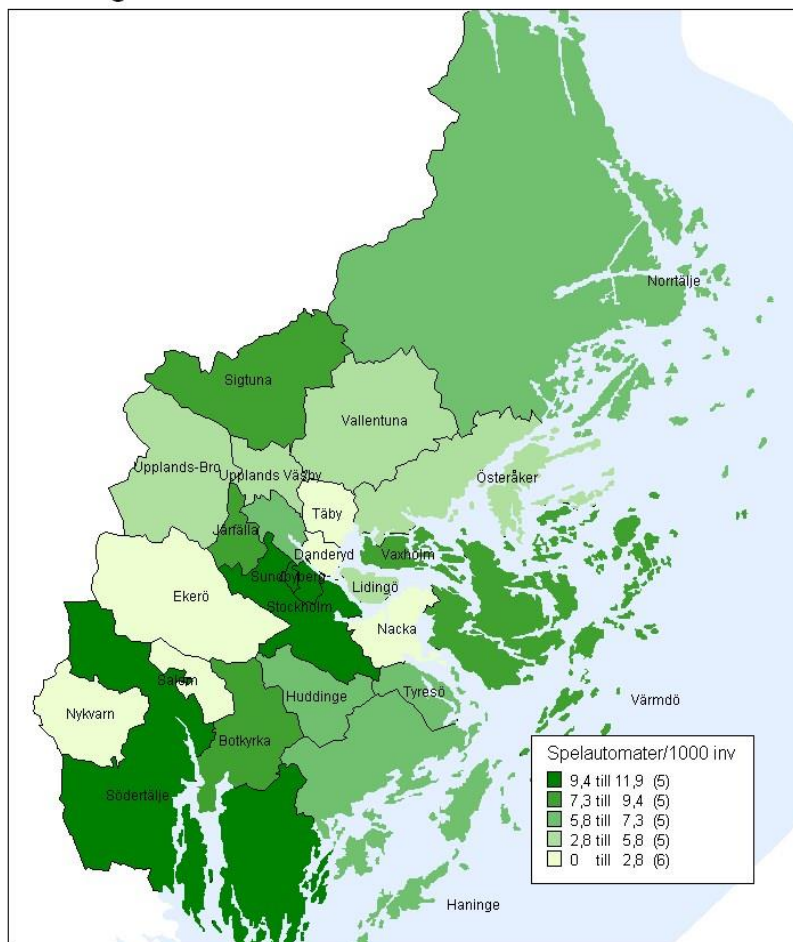 Norrtälje
Sigtuna
Vallentuna
Upplands-Bro
Upplands Väsby
Österåker
Täby
Järfälla
Danderyd
Vaxholm
Sundbyberg
Lidingö
Ekerö
Stockholm
Nacka
Salem
Huddinge
Tyresö
Värmdö
Nykvarn
Botkyrka
Södertälje
Haninge
Spelautomater/1000 inv
9,4 till 11,9 (5)
7,3 till 9,4 (5)
5,8 till 7,3 (5)
2,8 till 5,8 (5)
0 till 2,8 (6)